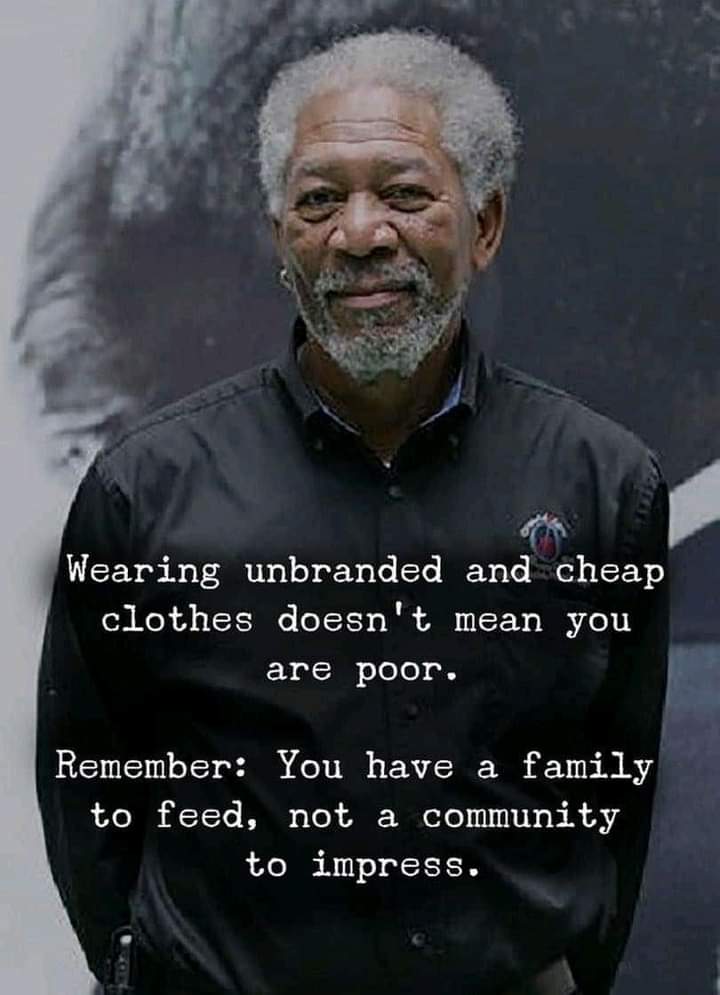 Wearing unbranded and cheap
clothes doesn't mean you
are poor.
Remember: You have a family
to feed, not a community
to impress.